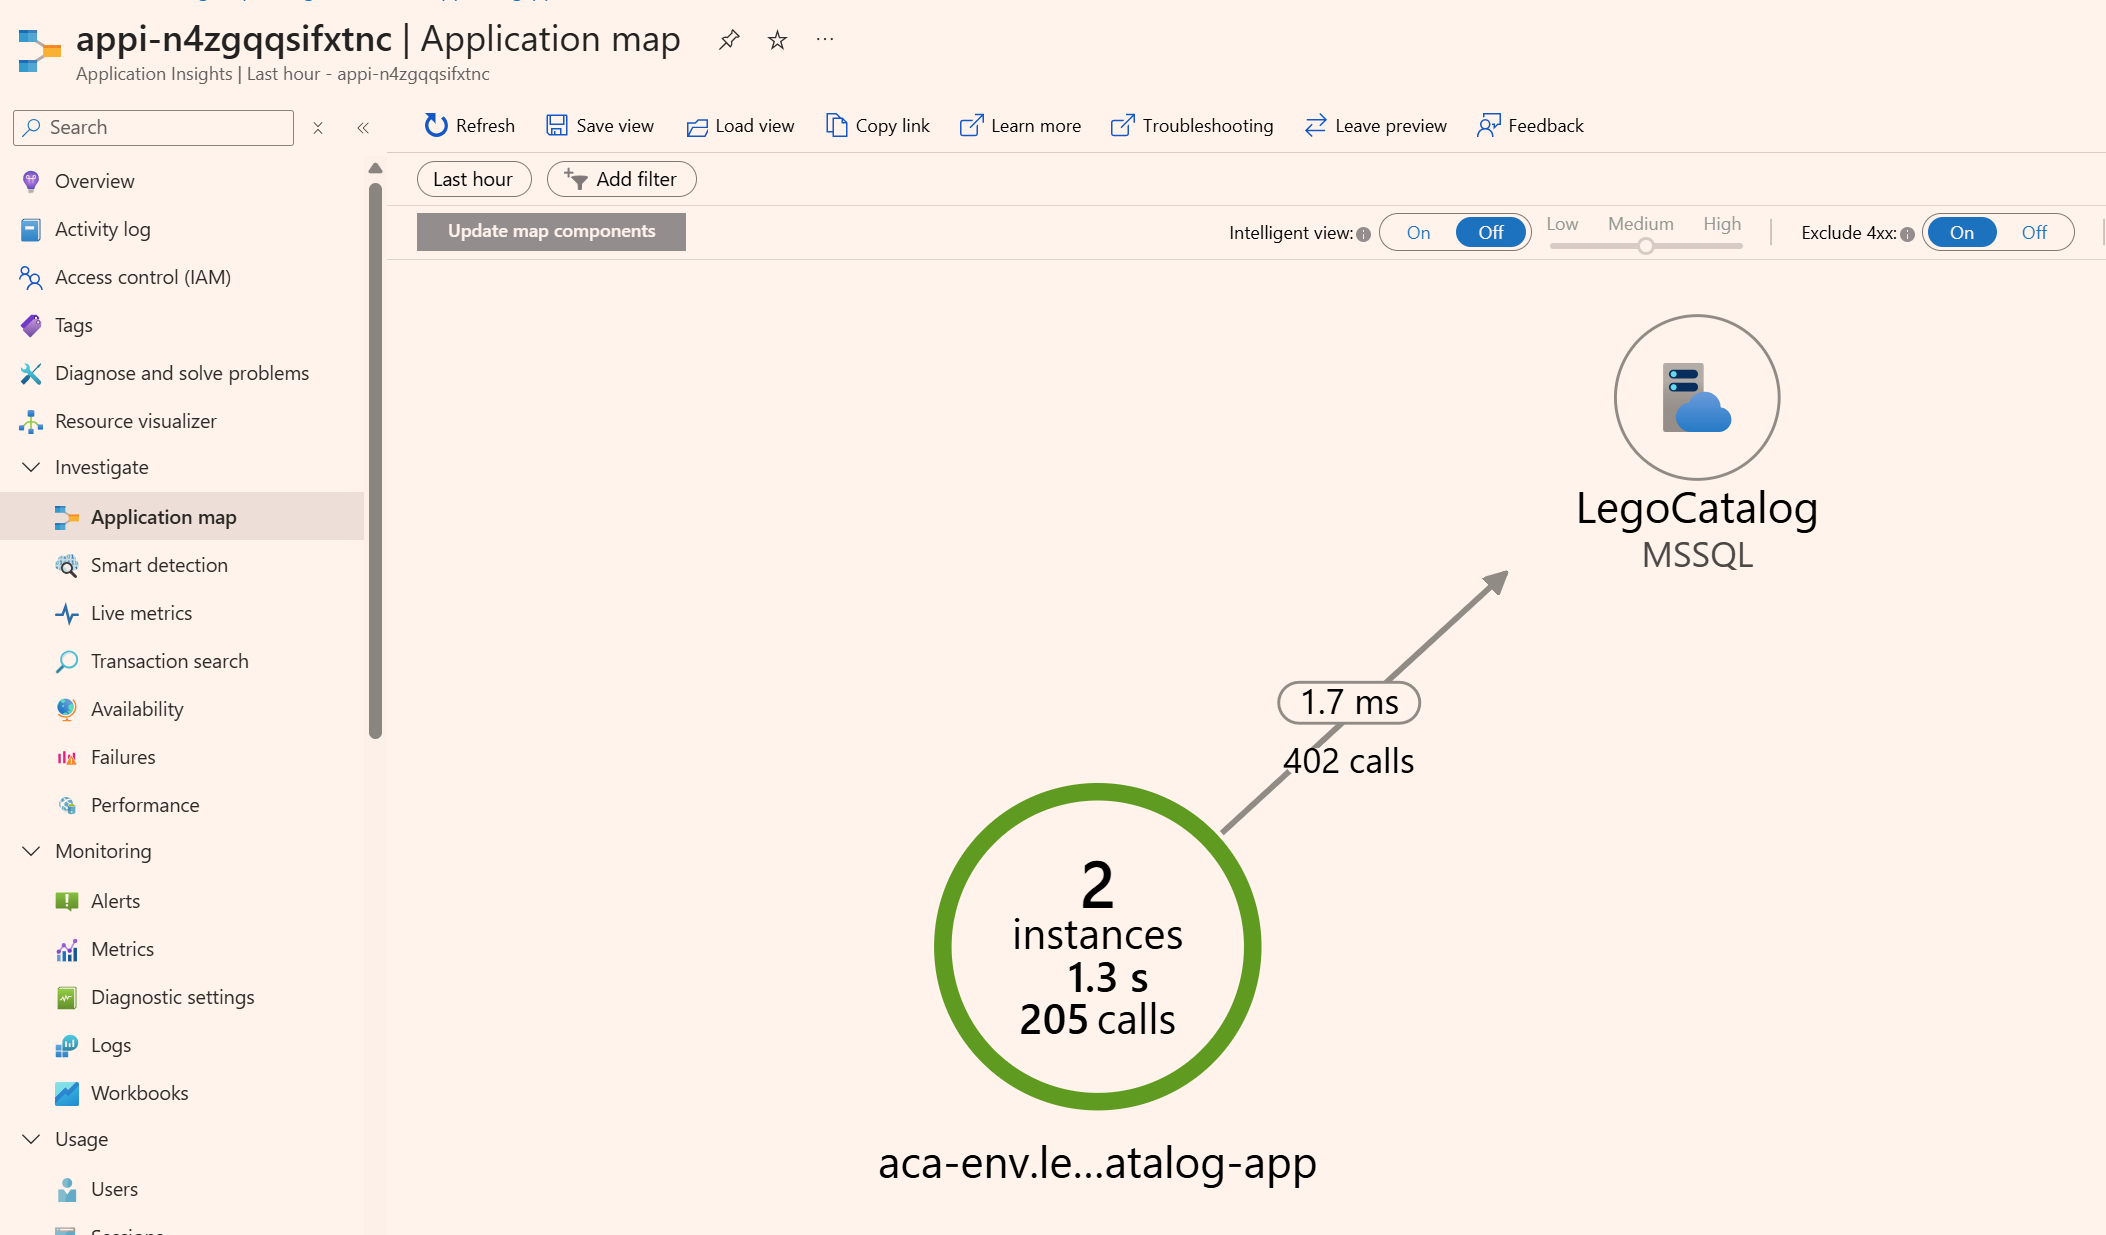 appi-n4zgqqsifxtnc | Application map
Application Insights | Last hour - appi-n4zgqqsifxtnc
Search
Refresh
Save view
Load view
Copy link
Learn more
Troubleshooting
Leave preview
Feedback
Overview
Activity log
Access control (IAM)
Tags
Diagnose and solve problems
Resource visualizer
Investigate
Application map
Smart detection
Live metrics
Transaction search
Availability
Failures
Performance
Monitoring
Alerts
Metrics
Diagnostic settings
Logs
Workbooks
Usage
Users
Sessions
Last hour
Add filter
Update map components
Intelligent view:
On
Off
Low
Medium
High
Exclude 4xx:
On
Off
LegoCatalog
MSSQL
1.7 ms
402 calls
2
instances
1.3 s
205 calls
aca-env.le...atalog-app